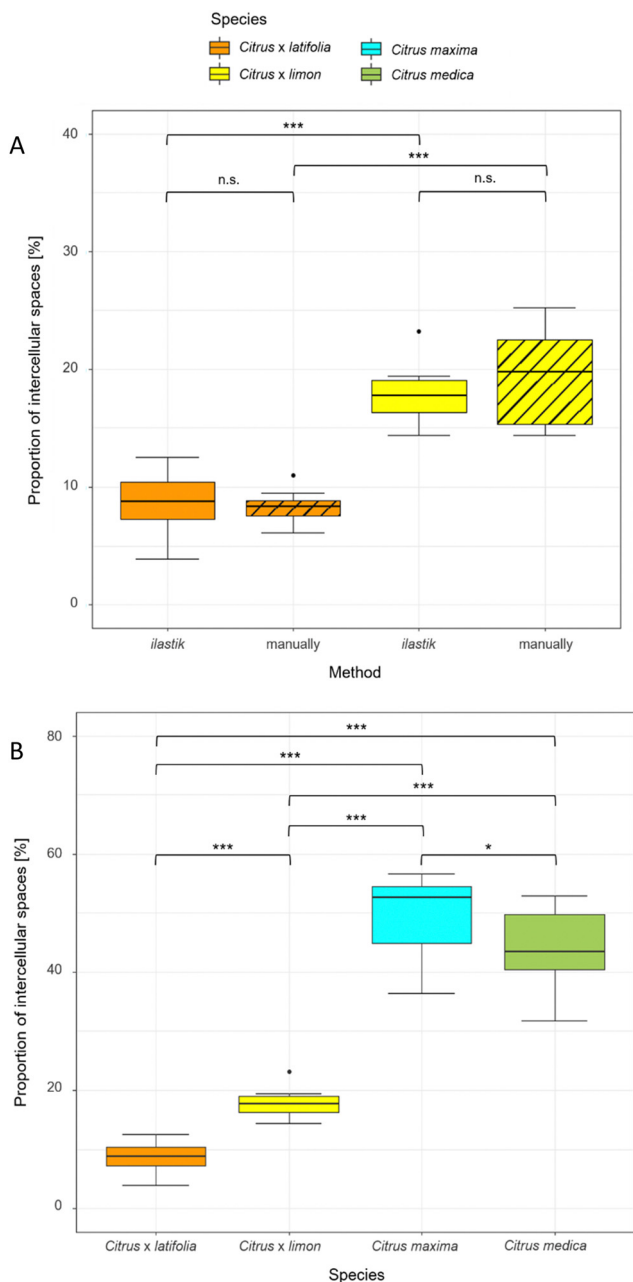 Species
Citrus x latifolia Citrus maxima
Citrus x limon Citrus medica
A
40
***
***
n.s. n.s.
30
20
10
0
Proportion of intercellular spaces [%]
ilastik manually ilastik manually
Method
B
80
***
***
***
***
*** *
60
40
20
0
Proportion of intercellular spaces [%]
Citrus x latifolia Citrus x limon Citrus maxima Citrus medica
Species